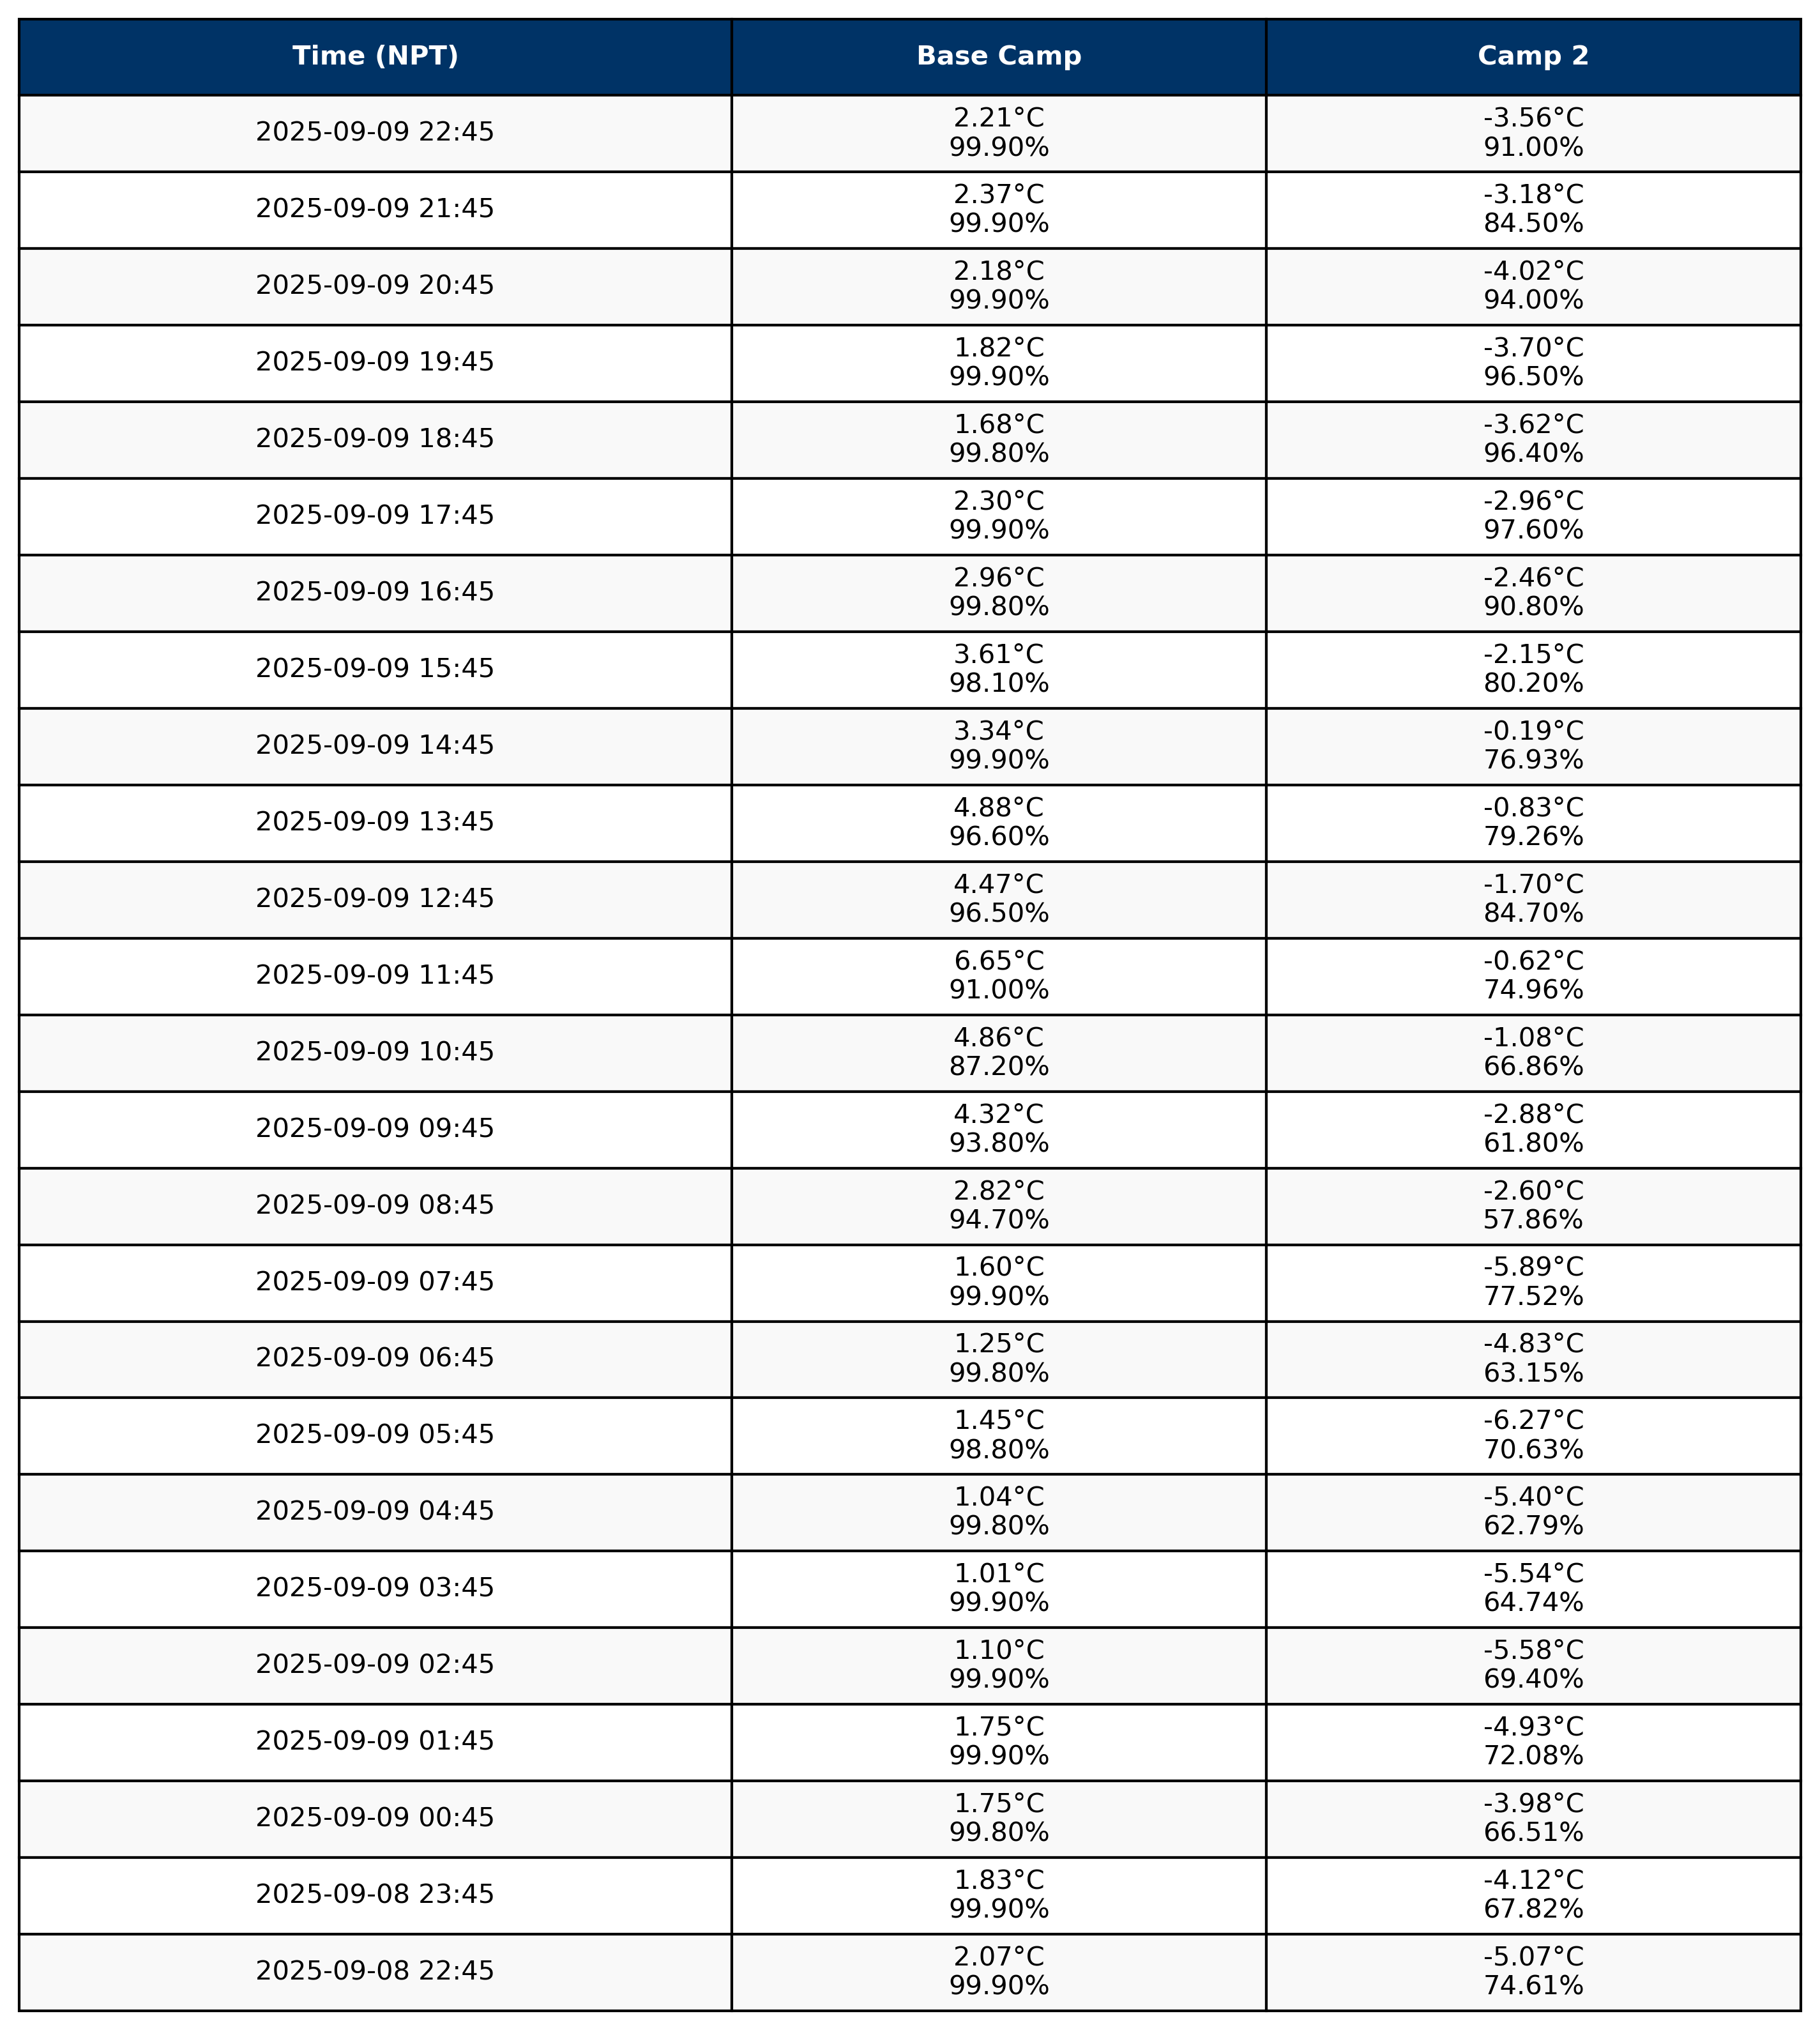 Time (NPT) Base Camp Camp 2
2025-09-09 22:45 2.21°C -3.56°C
99.90% 91.00%
2025-09-09 21:45 2.37°C -3.18°C
99.90% 84.50%
2025-09-09 20:45 2.18°C -4.02°C
99.90% 94.00%
2025-09-09 19:45 1.82°C -3.70°C
99.90% 96.50%
2025-09-09 18:45 1.68°C -3.62°C
99.80% 96.40%
2025-09-09 17:45 2.30°C -2.96°C
99.90% 97.60%
2025-09-09 16:45 2.96°C -2.46°C
99.80% 90.80%
2025-09-09 15:45 3.61°C -2.15°C
98.10% 80.20%
2025-09-09 14:45 3.34°C -0.19°C
99.90% 76.93%
2025-09-09 13:45 4.88°C -0.83°C
96.60% 79.26%
2025-09-09 12:45 4.47°C -1.70°C
96.50% 84.70%
2025-09-09 11:45 6.65°C -0.62°C
91.00% 74.96%
2025-09-09 10:45 4.86°C -1.08°C
87.20% 66.86%
2025-09-09 09:45 4.32°C -2.88°C
93.80% 61.80%
2025-09-09 08:45 2.82°C -2.60°C
94.70% 57.86%
2025-09-09 07:45 1.60°C -5.89°C
99.90% 77.52%
2025-09-09 06:45 1.25°C -4.83°C
99.80% 63.15%
2025-09-09 05:45 1.45°C -6.27°C
98.80% 70.63%
2025-09-09 04:45 1.04°C -5.40°C
99.80% 62.79%
2025-09-09 03:45 1.01°C -5.54°C
99.90% 64.74%
2025-09-09 02:45 1.10°C -5.58°C
99.90% 69.40%
2025-09-09 01:45 1.75°C -4.93°C
99.90% 72.08%
2025-09-09 00:45 1.75°C -3.98°C
99.80% 66.51%
2025-09-08 23:45 1.83°C -4.12°C
99.90% 67.82%
2025-09-08 22:45 2.07°C -5.07°C
99.90% 74.61%